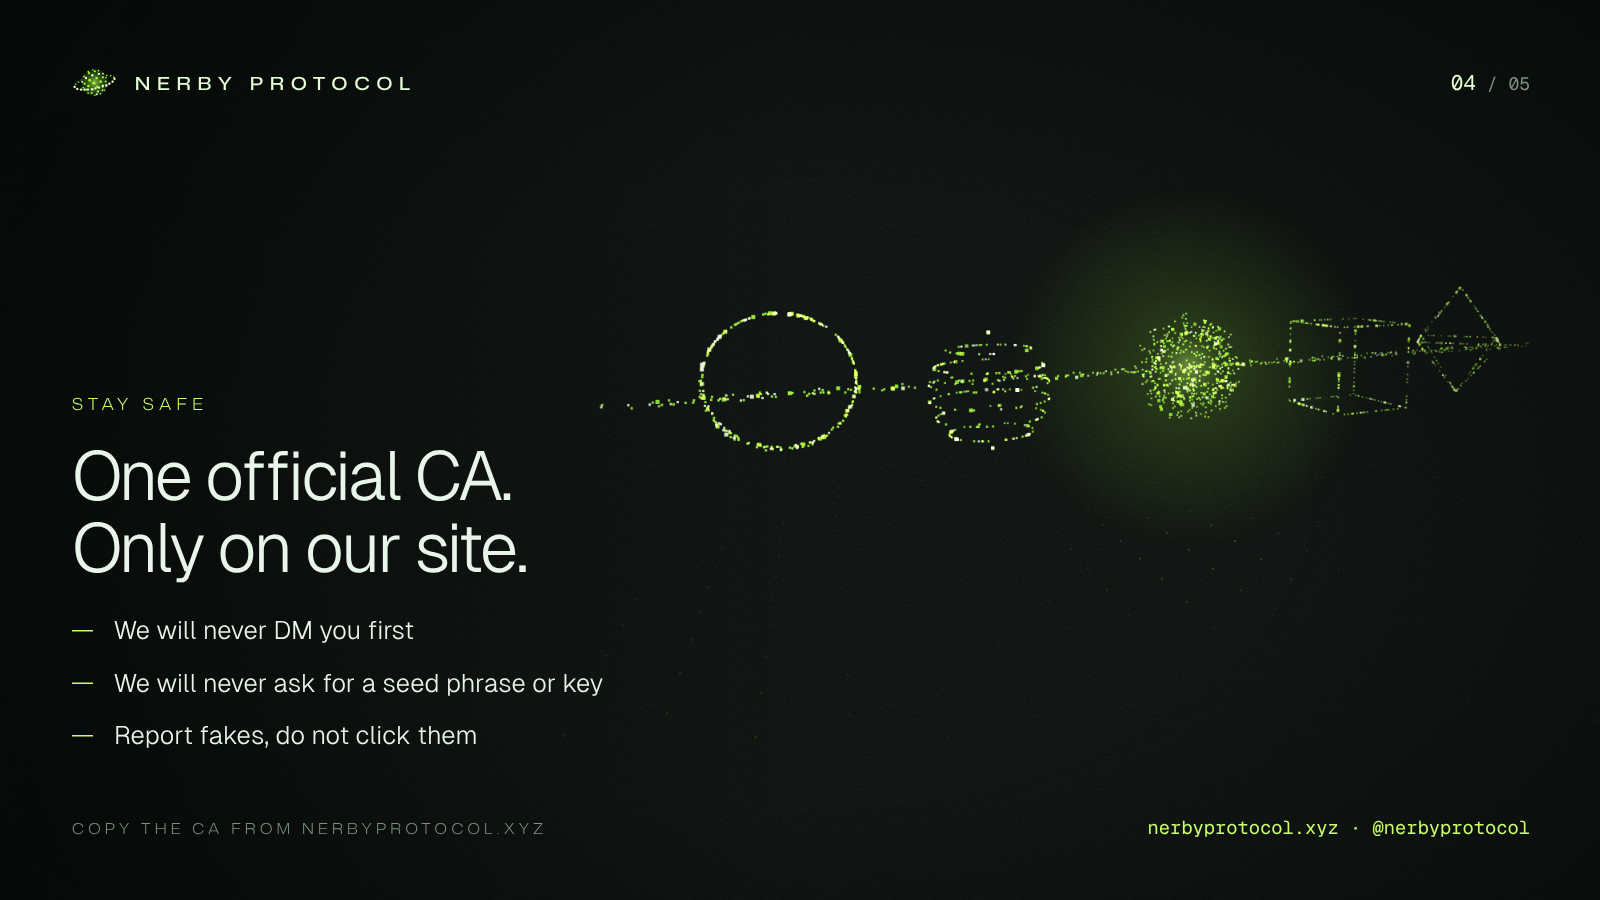 NERBY PROTOCOL
04 / 05
STAY SAFE
One official CA.
Only on our site.
— We will never DM you first
— We will never ask for a seed phrase or key
— Report fakes, do not click them
COPY THE CA FROM NERBYPROTOCOL.XYZ
nerbyprotocol.xyz · @nerbyprotocol